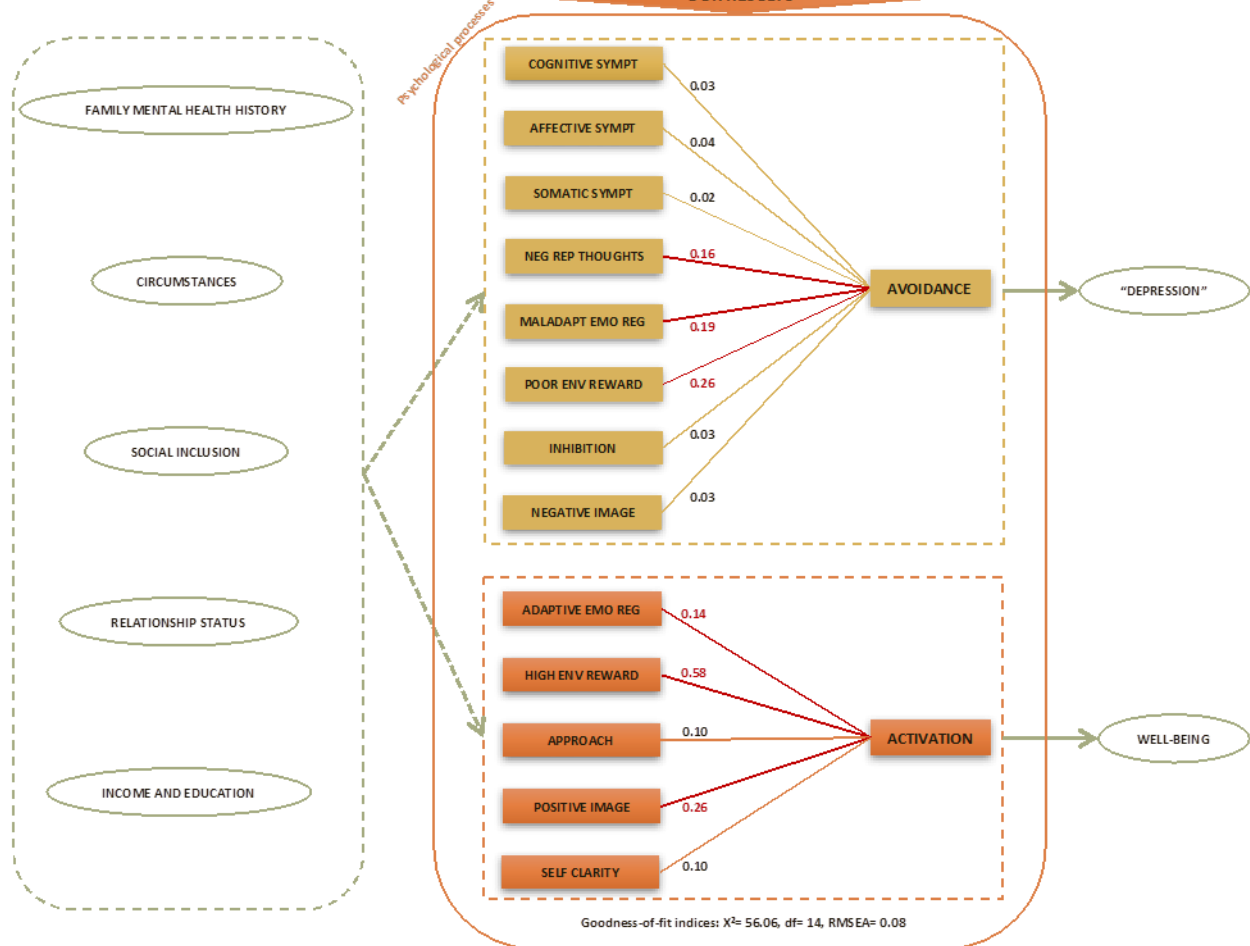 Psychological processes
FAMILY MENTAL HEALTH HISTORY
CIRCUMSTANCES
SOCIAL INCLUSION
RELATIONSHIP STATUS
INCOME AND EDUCATION
COGNITIVE SYMPT
0.03
AFFECTIVE SYMPT
0.04
SOMATIC SYMPT
0.02
NEG REP THOUGHTS
0.16
MALADAPT EMO REG
0.19
POOR ENV REWARD
0.26
INHIBITION
0.03
NEGATIVE IMAGE
0.03
AVOIDANCE
“DEPRESSION”
ADAPTIVE EMO REG
0.14
HIGH ENV REWARD
0.58
APPROACH
0.10
POSITIVE IMAGE
0.26
SELF CLARITY
0.10
ACTIVATION
WELL-BEING
Goodness-of-fit indices: X²= 56.06, df= 14, RMSEA= 0.08